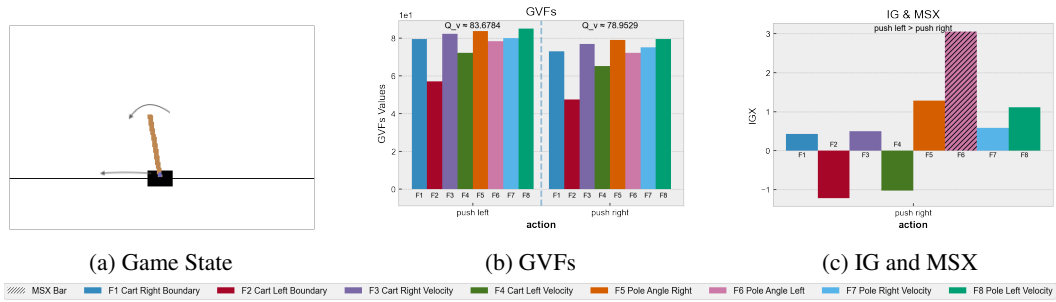 GVFs
1e1
Q_v ≈ 83.6784
Q_v ≈ 78.9529
GVFs Values
8
6
4
2
0
F1 F2 F3 F4 F5 F6 F7 F8
F1 F2 F3 F4 F5 F6 F7 F8
push left
push right
action
IG & MSX
push left > push right
IGX
3
2
1
0
−1
F1
F2
F3
F4
F5
F6
F7
F8
push right
action
(a) Game State
(b) GVFs
(c) IG and MSX
MSX Bar F1 Cart Right Boundary F2 Cart Left Boundary F3 Cart Right Velocity F4 Cart Left Velocity F5 Pole Angle Right F6 Pole Angle Left F7 Pole Right Velocity F8 Pole Left Velocity